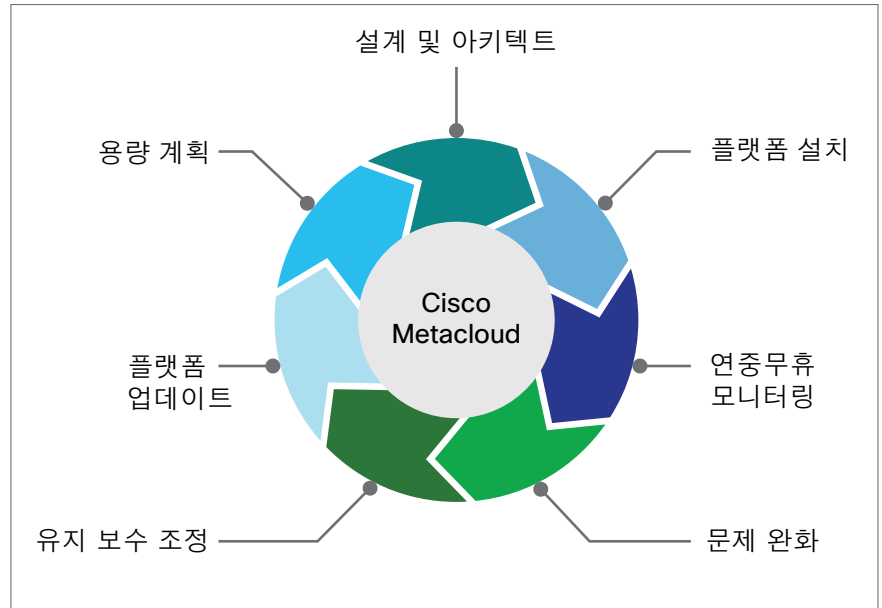 설계 및 아키텍트
용량 계획
플랫폼 설치
Cisco
Metacloud
플랫폼
업데이트
연중무휴
모니터링
유지 보수 조정
문제 완화